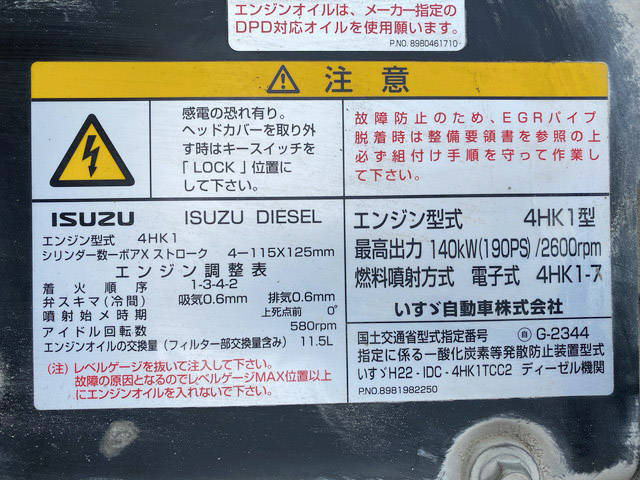 エンジンオイルは、メーカー指定の
DPD対応オイルを使用願います。
P.NO. 8980461710
注意
感電の恐れ有り。
ヘッドカバーを取り外
す時はキースイッチを
「LOCK」位置に
して下さい。
故障防止のため、EGRパイプ
脱着時は整備要領書を参照の上
必ず組付け手順を守って作業し
て下さい。
ISUZU ISUZU DIESEL
エンジン型式 4HK1
シリンダー数ーボアX ストローク 4－115X125mm
エンジン調整表
着火順序 1-3-4-2
弁スキマ(冷間) 吸気0.6mm 排気0.6mm
噴射始メ時期 上死点前 0°
アイドル回転数 580rpm
エンジンオイルの交換量（フィルター部交換量含み） 11.5L
(注) レベルゲージを抜いて注入して下さい。
故障の原因となるのでレベルゲージMAX位置以上
にエンジンオイルを入れないで下さい。
エンジン型式 4HK1型
最高出力 140kW(190PS)/2600rpm
燃料噴射方式 電子式 4HK1-7
いすゞ自動車株式会社
国土交通省型式指定番号 自 G-2344
指定に係る一酸化炭素等発散防止装置型式
いすゞH22-IDC-4HK1TCC2 ディーゼル機関
P.NO.8981982250